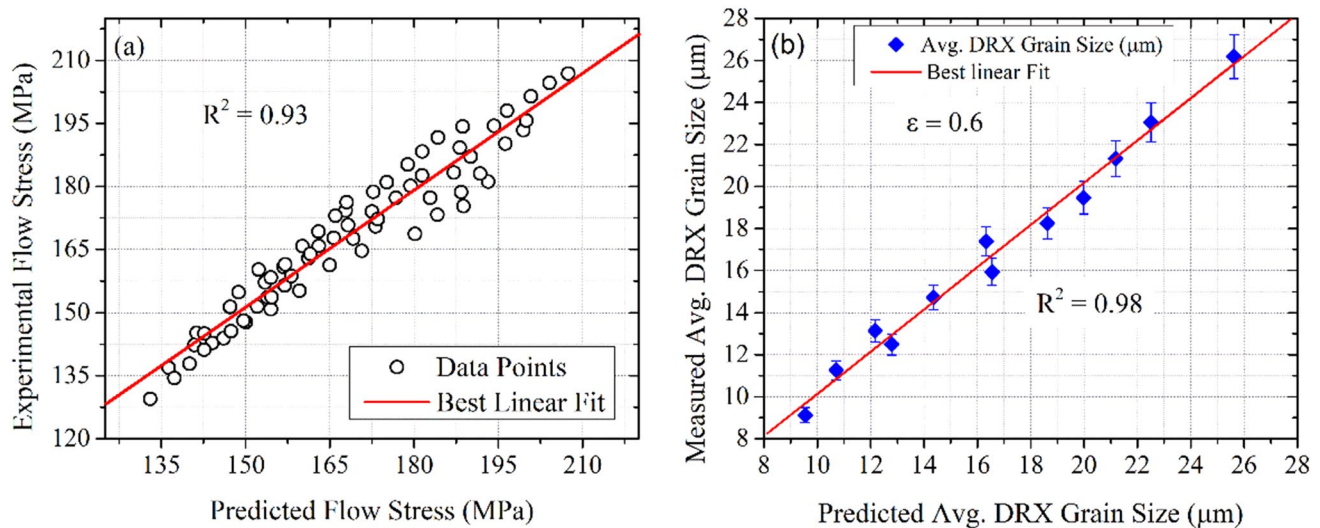 (a)
R² = 0.93
Data Points
Best Linear Fit
Experimental Flow Stress (MPa)
210
195
180
165
150
135
120
135 150 165 180 195 210
Predicted Flow Stress (MPa)
(b)
Avg. DRX Grain Size (μm)
Best linear Fit
ε = 0.6
R² = 0.98
Measured Avg. DRX Grain Size (μm)
28
26
24
22
20
18
16
14
12
10
8
8 10 12 14 16 18 20 22 24 26 28
Predicted Avg. DRX Grain Size (μm)